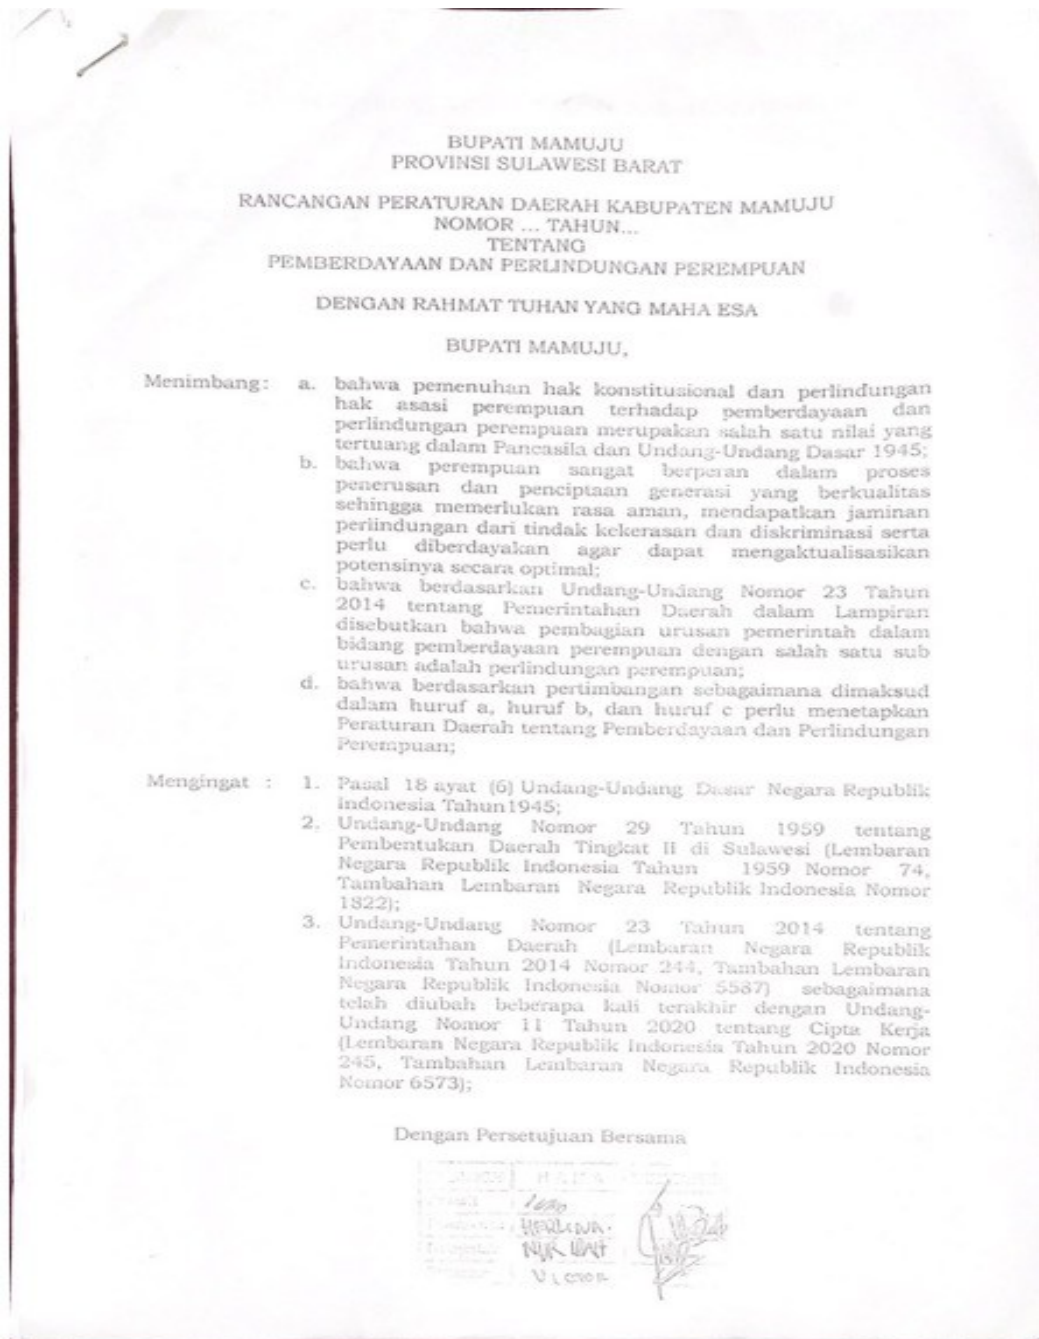 BUPATI MAMUJU
PROVINSI SULAWESI BARAT
RANCANGAN PERATURAN DAERAH KABUPATEN MAMUJU
NOMOR ... TAHUN...
TENTANG
PEMBERDAYAAN DAN PERLINDUNGAN PEREMPUAN
DENGAN RAHMAT TUHAN YANG MAHA ESA
BUPATI MAMUJU,
Menimbang: a. bahwa pemenuhan hak konstitusional dan perlindungan
hak asasi perempuan terhadap pemberdayaan dan
perlindungan perempuan merupakan salah satu nilai yang
tertuang dalam Pancasila dan Undang-Undang Dasar 1945;
b. bahwa perempuan sangat berperan dalam proses
penerusan dan penciptaan generasi yang berkualitas
sehingga memerlukan rasa aman, mendapatkan jaminan
perlindungan dari tindak kekerasan dan diskriminasi serta
perlu diberdayakan agar dapat mengaktualisasikan
potensinya secara optimal;
c. bahwa berdasarkan Undang-Undang Nomor 23 Tahun
2014 tentang Pemerintahan Daerah dalam Lampiran
disebutkan bahwa pembagian urusan pemerintah dalam
bidang pemberdayaan perempuan dengan salah satu sub
urusan adalah perlindungan perempuan;
d. bahwa berdasarkan pertimbangan sebagaimana dimaksud
dalam huruf a, huruf b, dan huruf c perlu menetapkan
Peraturan Daerah tentang Pemberdayaan dan Perlindungan
Perempuan;
Mengingat : 1. Pasal 18 ayat (6) Undang-Undang Dasar Negara Republik
Indonesia Tahun1945;
2. Undang-Undang Nomor 29 Tahun 1959 tentang
Pembentukan Daerah Tingkat II di Sulawesi (Lembaran
Negara Republik Indonesia Tahun 1959 Nomor 74,
Tambahan Lembaran Negara Republik Indonesia Nomor
1822);
3. Undang-Undang Nomor 23 Tahun 2014 tentang
Pemerintahan Daerah (Lembaran Negara Republik
Indonesia Tahun 2014 Nomor 244, Tambahan Lembaran
Negara Republik Indonesia Nomor 5587) sebagaimana
telah diubah beberapa kali terakhir dengan Undang-
Undang Nomor 11 Tahun 2020 tentang Cipta Kerja
(Lembaran Negara Republik Indonesia Tahun 2020 Nomor
245, Tambahan Lembaran Negara Republik Indonesia
Nomor 6573);
Dengan Persetujuan Bersama
HERLINA.
NUR
VICTOR